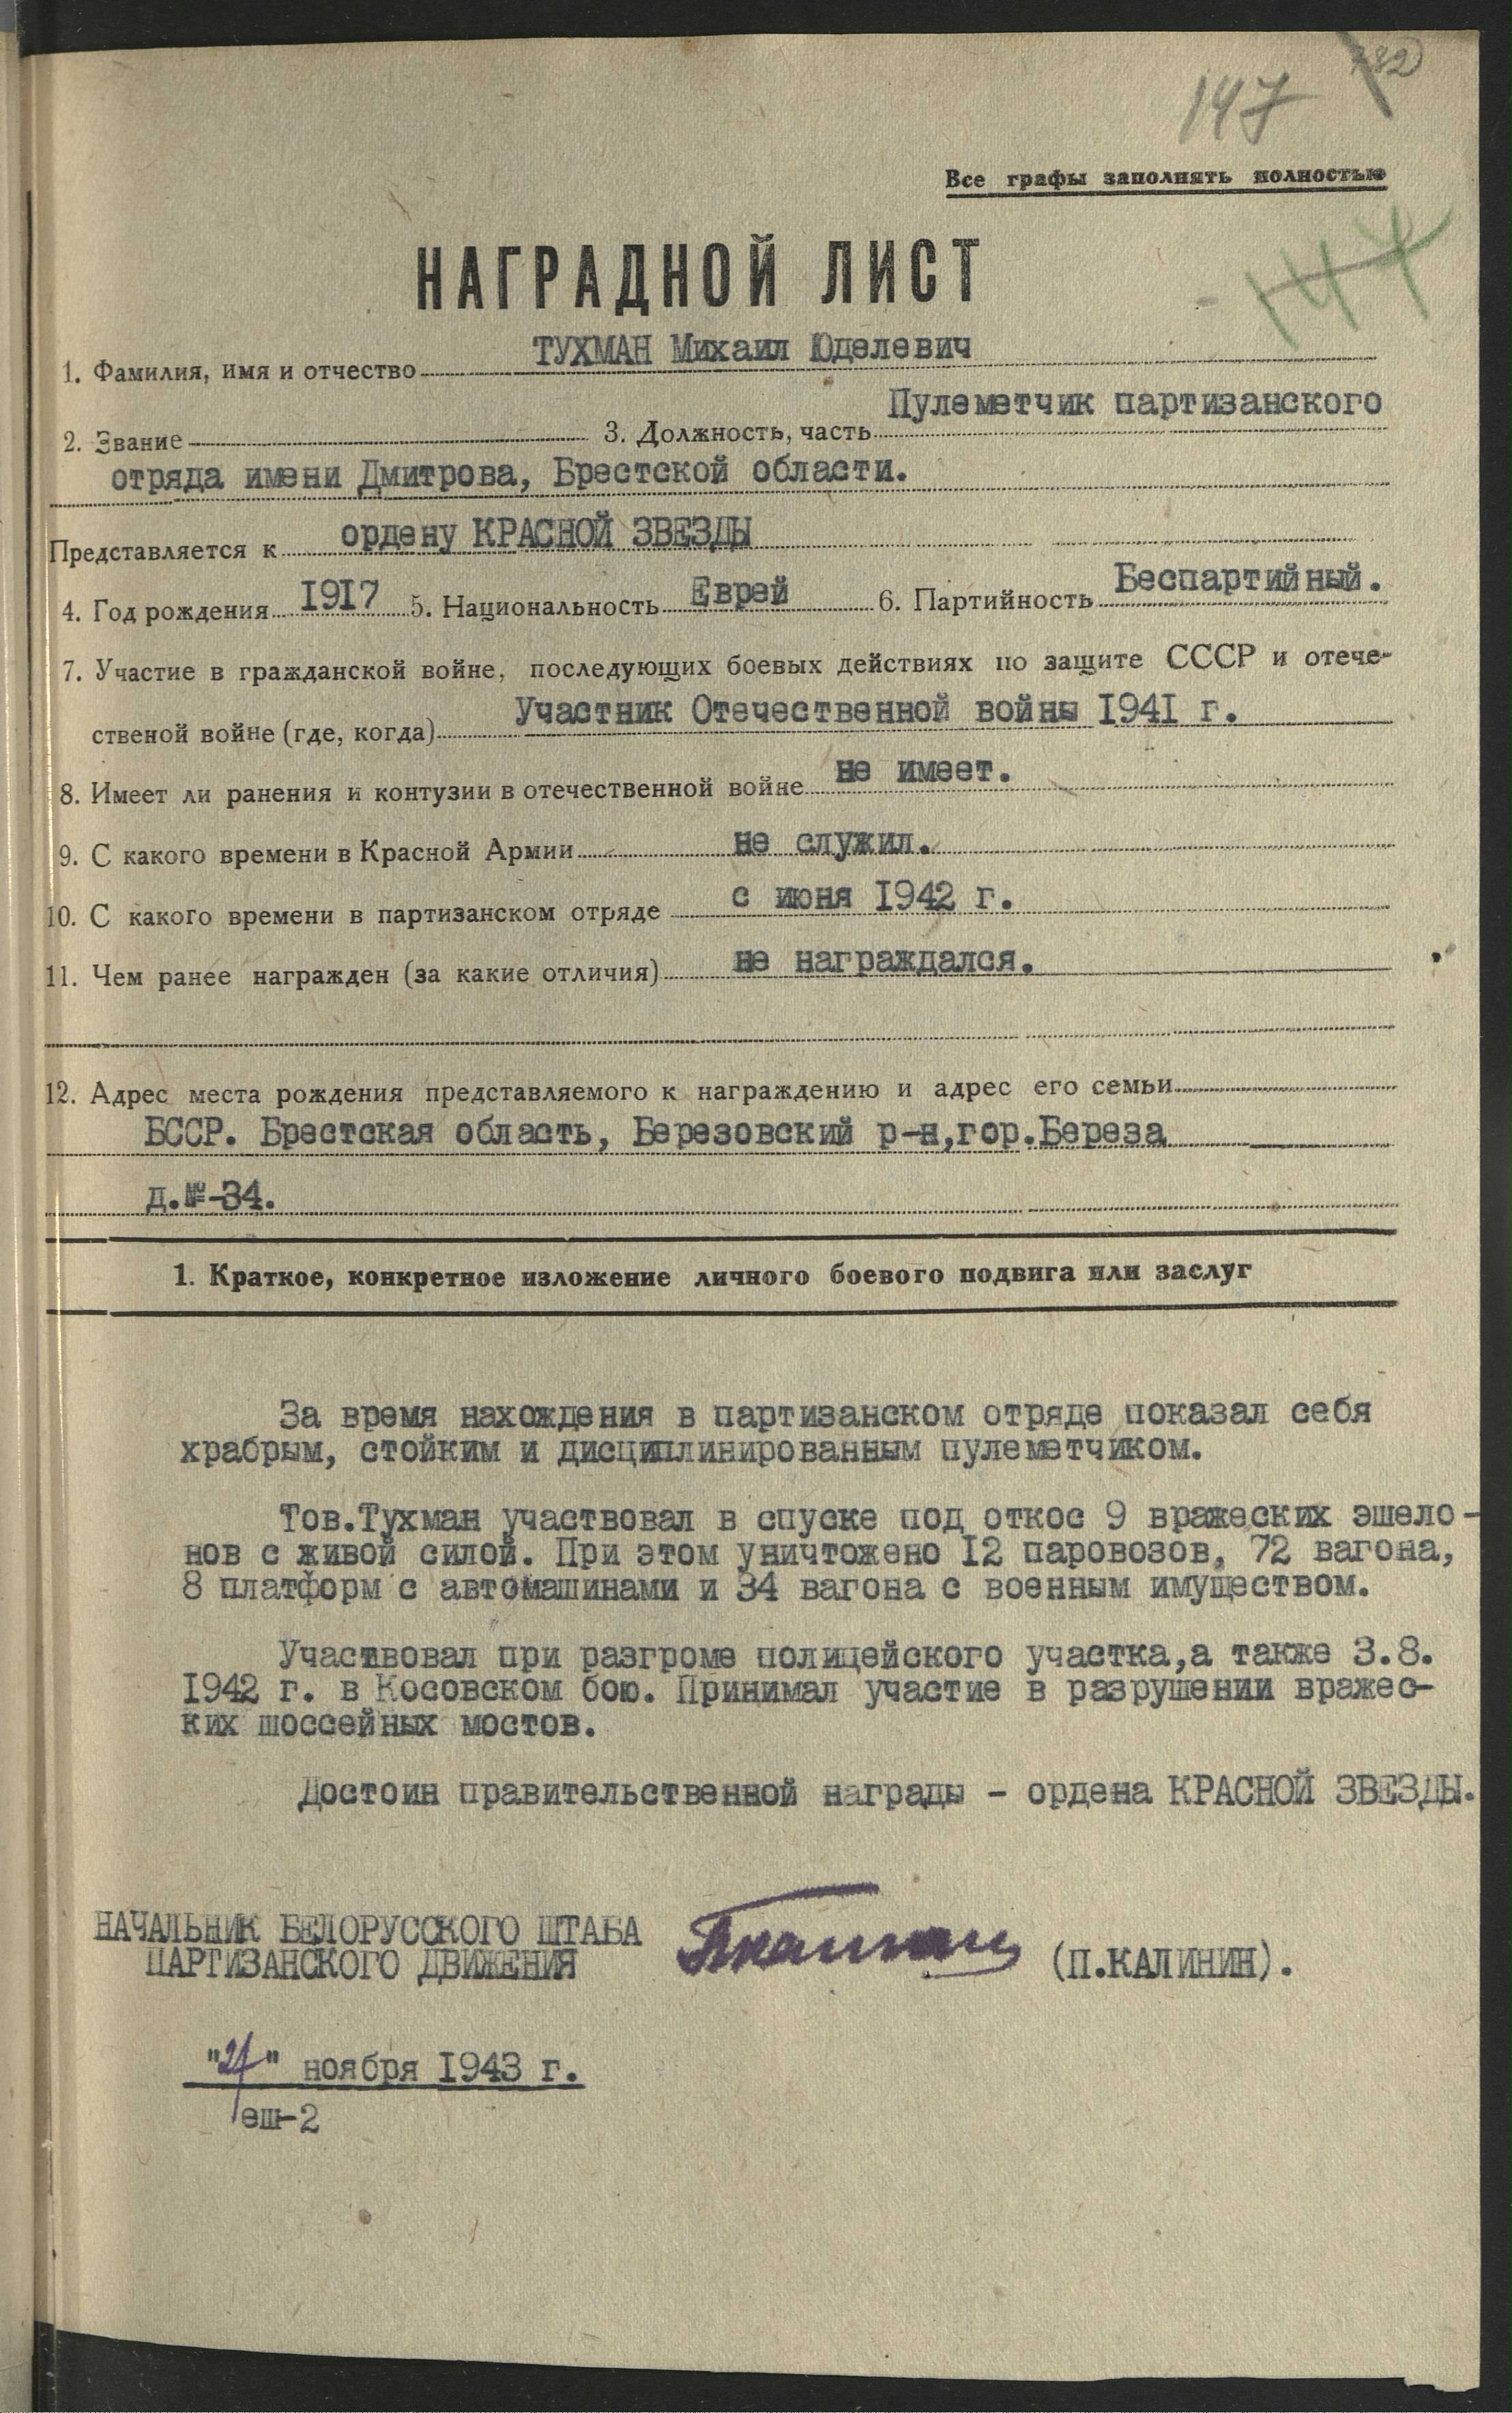 147
Все графы заполнять полностью
147
НАГРАДНОЙ ЛИСТ
1. Фамилия, имя и отчество ТУХМАН Михаил Юделевич
2. Звание 3. Должность, часть Пулеметчик партизанского
отряда имени Дмитрова, Брестской области.
Представляется к ордену КРАСНОЙ ЗВЕЗДЫ
4. Год рождения 1917 5. Национальность Еврей 6. Партийность Беспартийный.
7. Участие в гражданской войне, последующих боевых действиях по защите СССР и отече-
ственой войне (где, когда) Участник Отечественной войны 1941 г.
8. Имеет ли ранения и контузии в отечественной войне не имеет.
9. С какого времени в Красной Армии не служил.
10. С какого времени в партизанском отряде с июня 1942 г.
11. Чем ранее награжден (за какие отличия) не награждался.
12. Адрес места рождения представляемого к награждению и адрес его семьи
БССР. Брестская область, Березовский р-н,гор.Береза
д.№-34.
1. Краткое, конкретное изложение личного боевого подвига или заслуг
За время нахождения в партизанском отряде показал себя
храбрым, стойким и дисциплинированным пулеметчиком.
Тов.Тухман участвовал в спуске под откос 9 вражеских эшело-
нов с живой силой. При этом уничтожено 12 паровозов, 72 вагона,
8 платформ с автомашинами и 34 вагона с военным имуществом.
Участвовал при разгроме полицейского участка,а также 3.8.
1942 г. в Косовском бою. Принимал участие в разрушении вражес-
ких шоссейных мостов.
Достоин правительственной награды - ордена КРАСНОЙ ЗВЕЗДЫ.
НАЧАЛЬНИК БЕЛОРУССКОГО ШТАБА
ПАРТИЗАНСКОГО ДВИЖЕНИЯ (П.КАЛИНИН).
" " ноября 1943 г.
еш-2